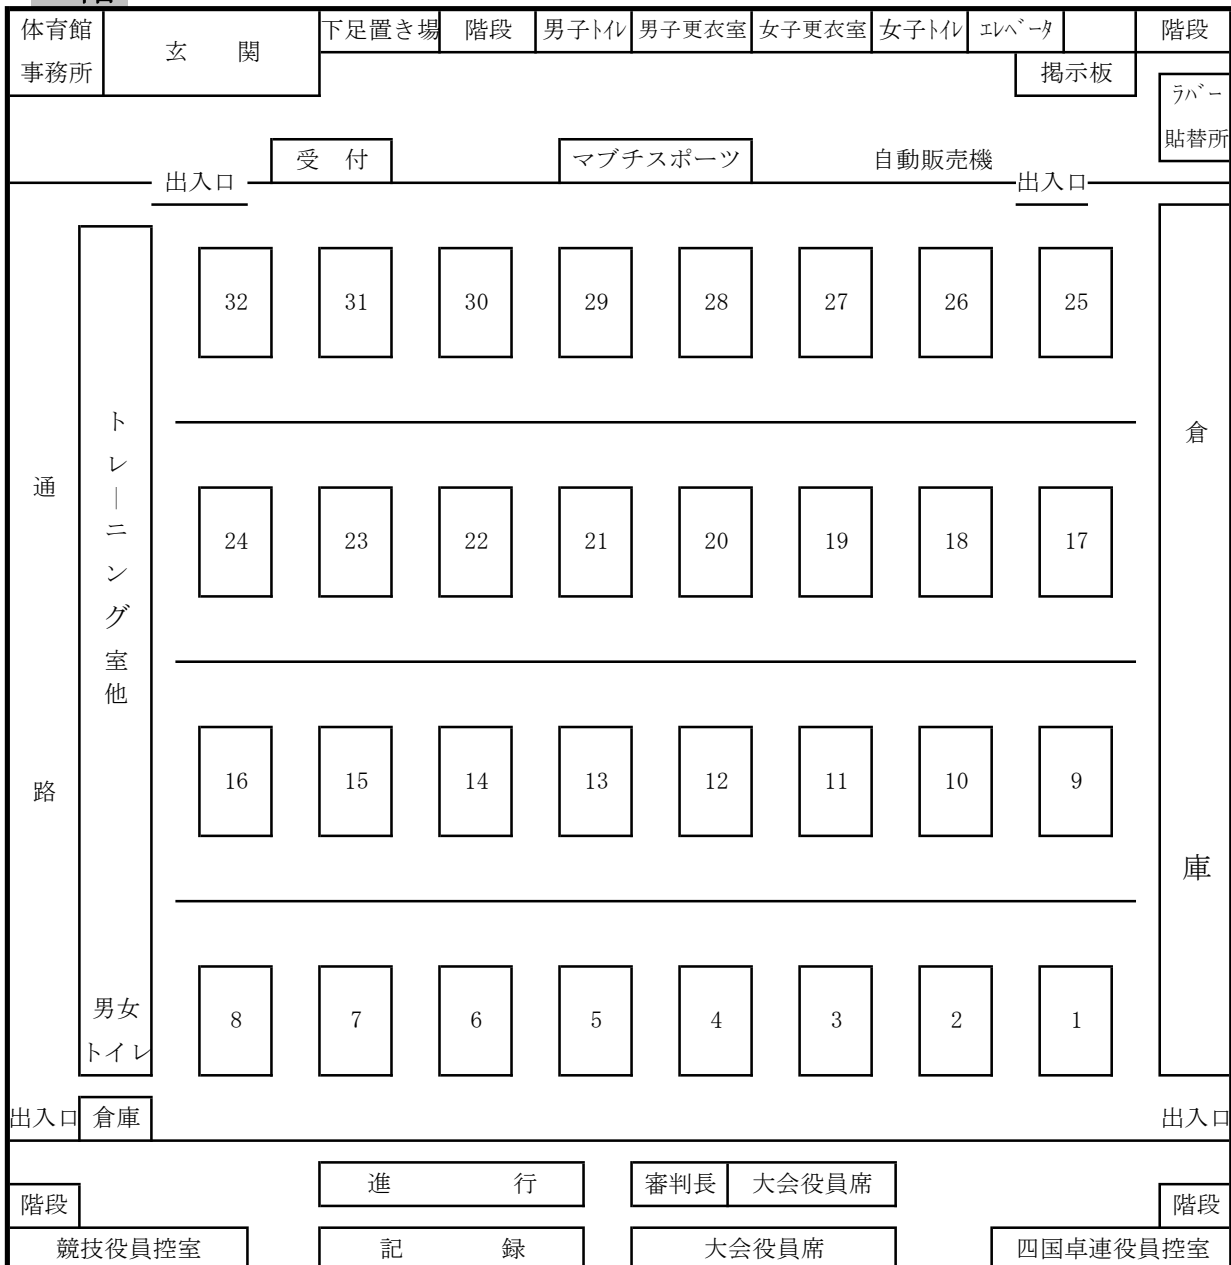 体育館
事務所
玄　関
下足置き場
階段
男子ﾄｲﾚ
男子更衣室
女子更衣室
女子ﾄｲﾚ
ｴﾚﾍﾞｰﾀ
階段
掲示板
ﾗﾊﾞｰ
貼替所
受　付
マブチスポーツ
自動販売機
出入口
出入口
32 31 30 29 28 27 26 25
24 23 22 21 20 19 18 17
16 15 14 13 12 11 10 9
8 7 6 5 4 3 2 1
通路
トレーニング室他
男女
トイレ
倉庫
出入口
倉庫
出入口
進　行
審判長
大会役員席
階段
階段
競技役員控室
記　録
大会役員席
四国卓連役員控室